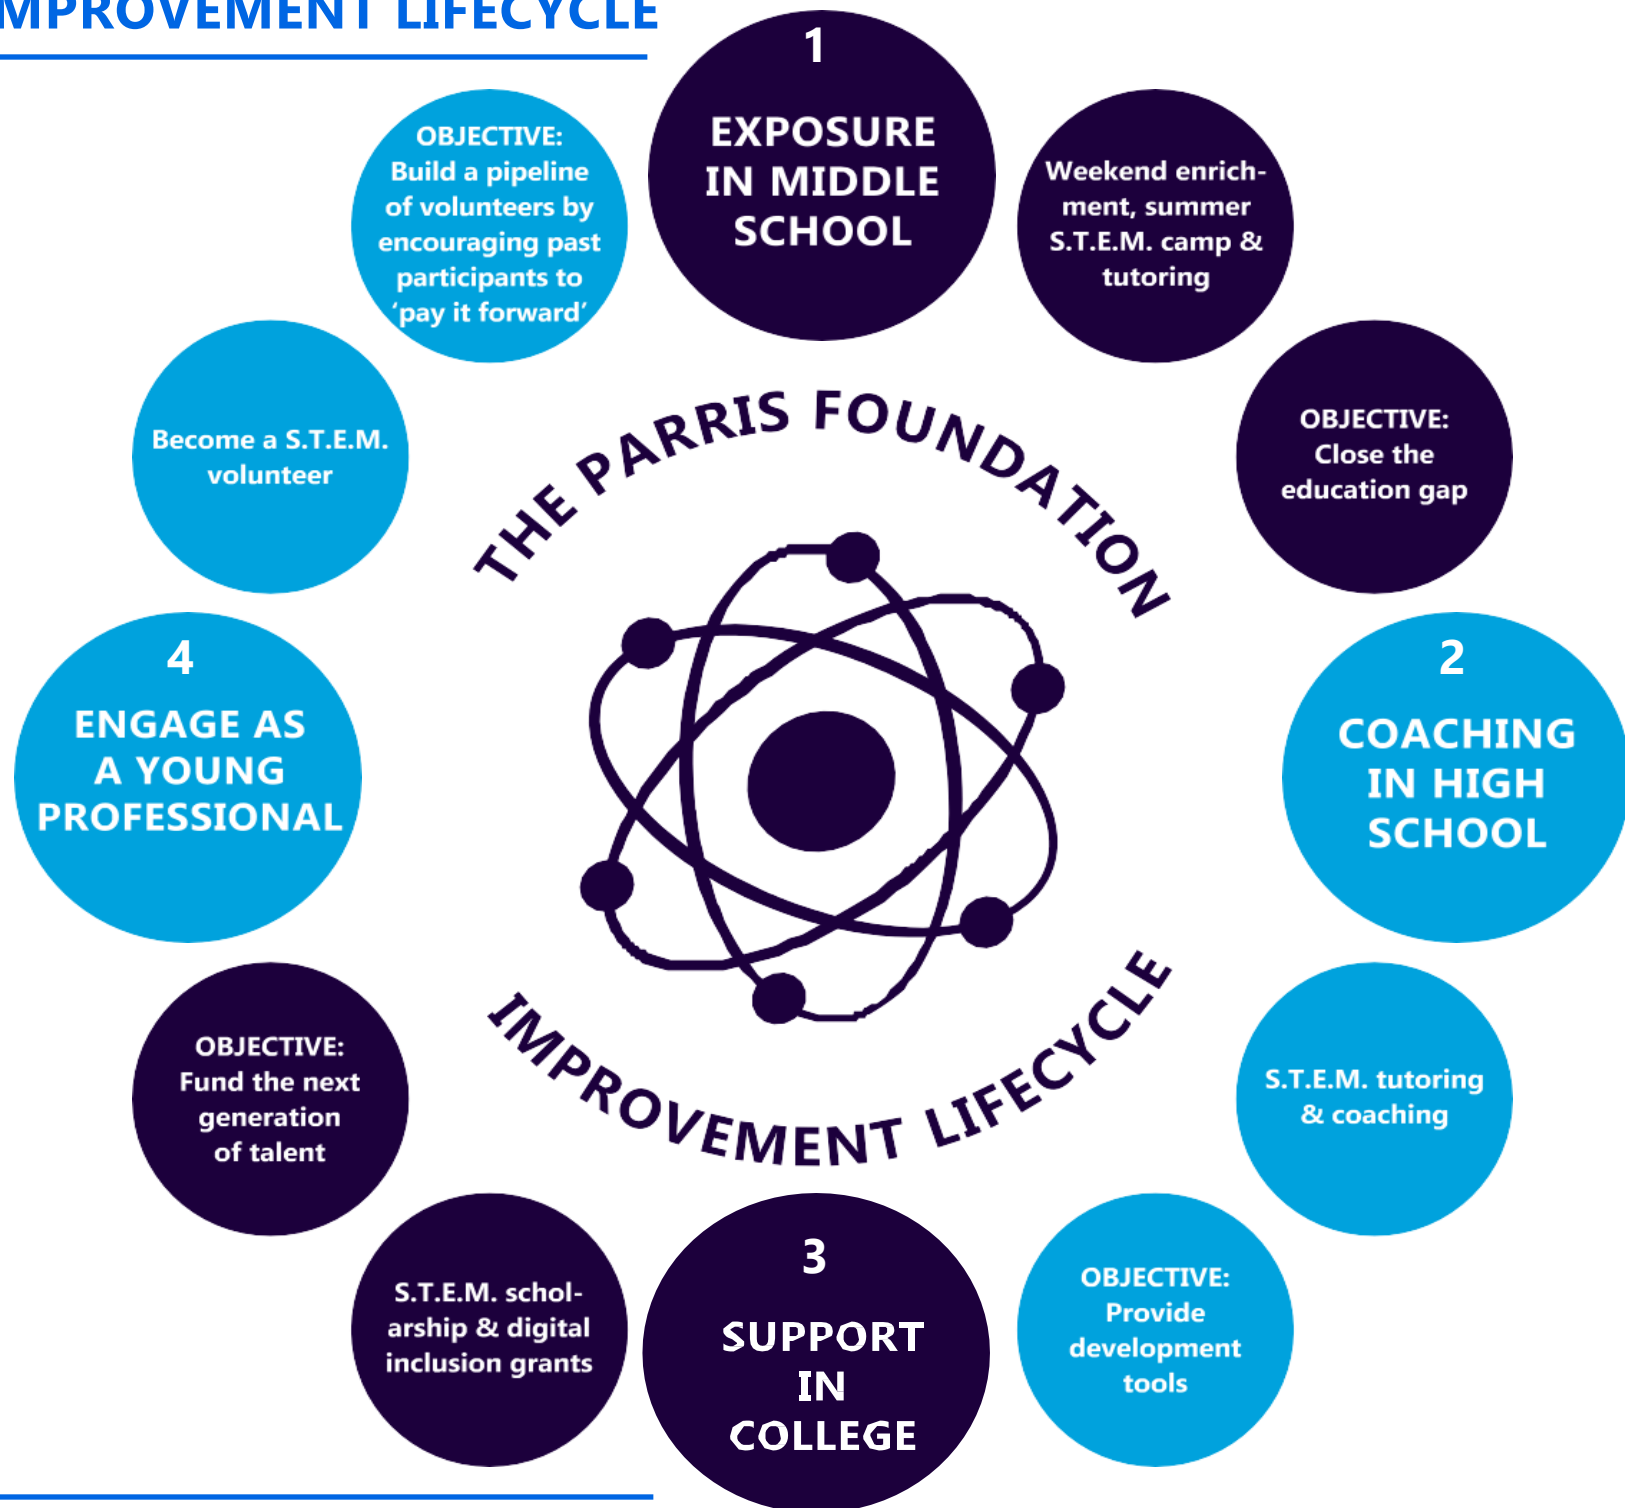 MPROVEMENT LIFECYCLE
1
EXPOSURE
IN MIDDLE
SCHOOL
Weekend enrich-
ment, summer
S.T.E.M. camp &
tutoring
OBJECTIVE:
Close the
education gap
2
COACHING
IN HIGH
SCHOOL
S.T.E.M. tutoring
& coaching
OBJECTIVE:
Provide
development
tools
3
SUPPORT
IN
COLLEGE
S.T.E.M. schol-
arship & digital
inclusion grants
OBJECTIVE:
Fund the next
generation
of talent
4
ENGAGE AS
A YOUNG
PROFESSIONAL
Become a S.T.E.M.
volunteer
OBJECTIVE:
Build a pipeline
of volunteers by
encouraging past
participants to
‘pay it forward’
THE PARRIS FOUNDATION
IMPROVEMENT LIFECYCLE